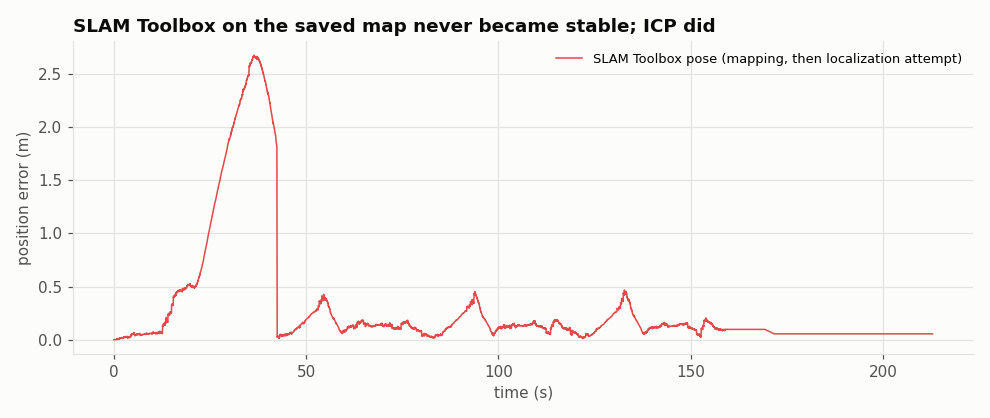 SLAM Toolbox on the saved map never became stable; ICP did
SLAM Toolbox pose (mapping, then localization attempt)
position error (m)
2.5
2.0
1.5
1.0
0.5
0.0
0
50
100
150
200
time (s)